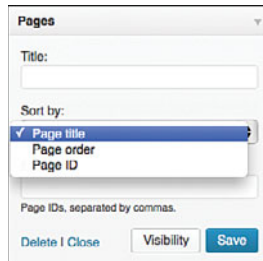 Pages
Title:
Sort by:
✓ Page title
Page order
Page ID
Page IDs, separated by commas.
Delete | Close
Visibility
Save